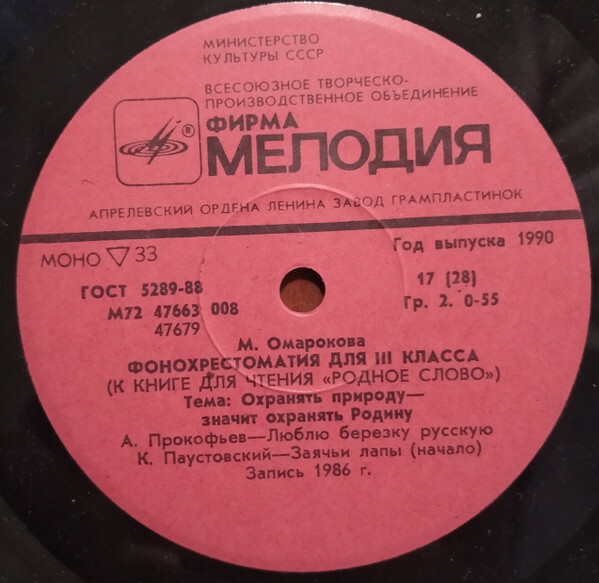 МИНИСТЕРСТВО
КУЛЬТУРЫ СССР
ВСЕСОЮЗНОЕ ТВОРЧЕСКО-
ПРОИЗВОДСТВЕННОЕ ОБЪЕДИНЕНИЕ
®
ФИРМА
МЕЛОДИЯ
АПРЕЛЕВСКИЙ ОРДЕНА ЛЕНИНА ЗАВОД ГРАМПЛАСТИНОК
МОНО ▽ 33
Год выпуска 1990
ГОСТ 5289-88
17 (28)
М72 47663 008
Гр. 2. 0-55
47679
М. Омарокова
ФОНОХРЕСТОМАТИЯ ДЛЯ III КЛАССА
(К КНИГЕ ДЛЯ ЧТЕНИЯ «РОДНОЕ СЛОВО»)
Тема: Охранять природу—
значит охранять Родину
А. Прокофьев—Люблю березку русскую
К. Паустовский—Заячьи лапы (начало)
Запись 1986 г.